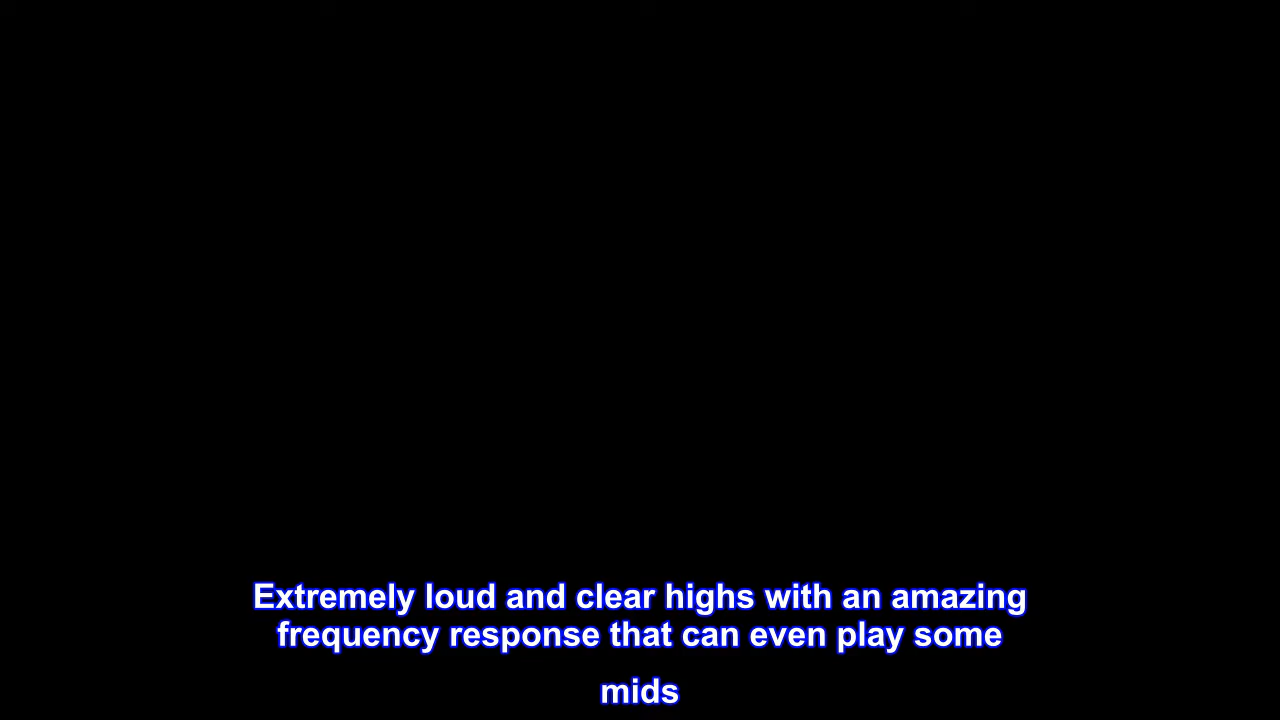 Extremely loud and clear highs with an amazing
frequency response that can even play some
mids